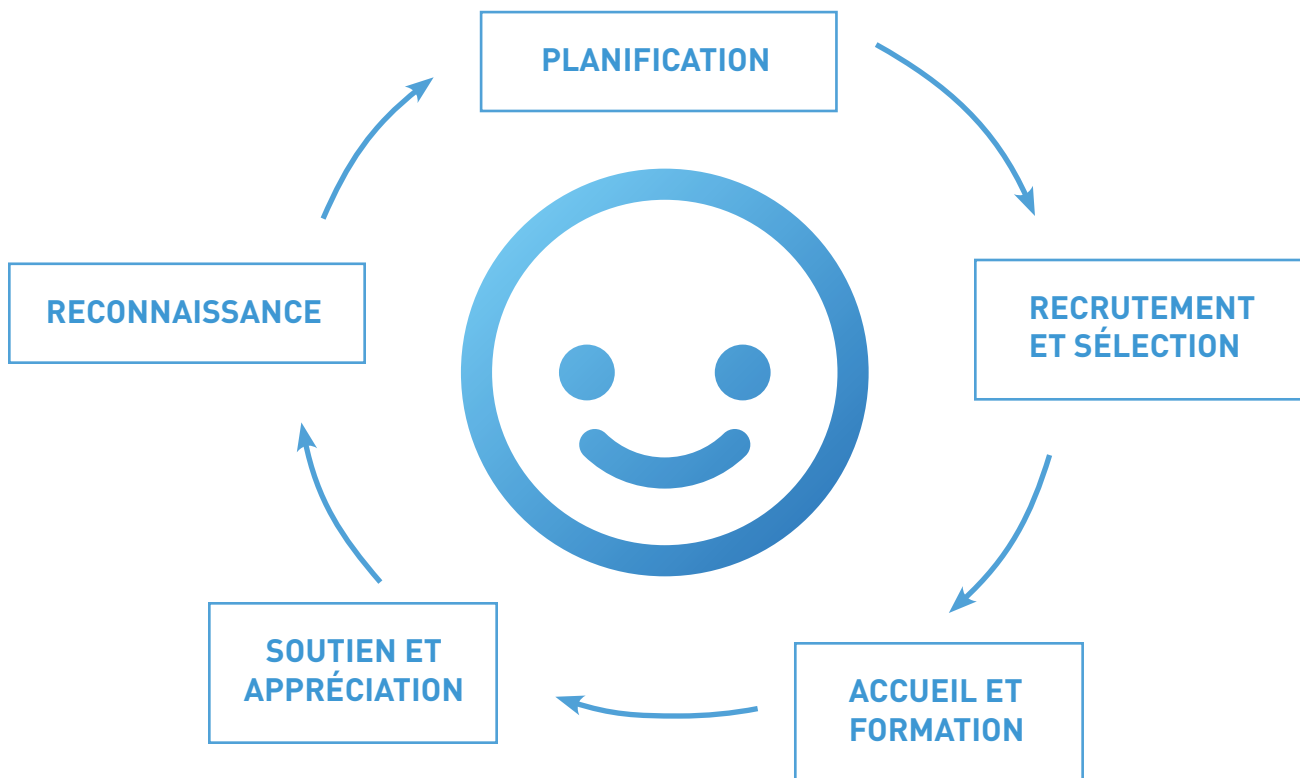 PLANIFICATION
RECRUTEMENT
ET SÉLECTION
ACCUEIL ET
FORMATION
SOUTIEN ET
APPRÉCIATION
RECONNAISSANCE